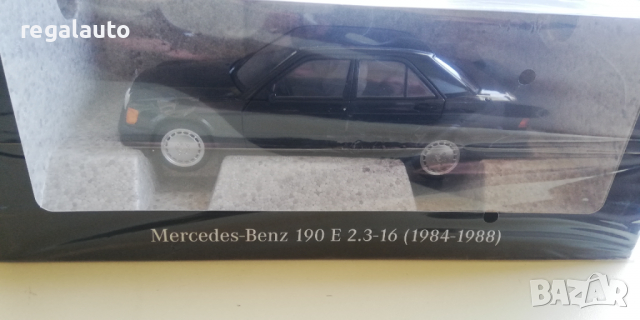 regalauto
Mercedes-Benz 190 E 2.3-16 (1984-1988)
BAZAR